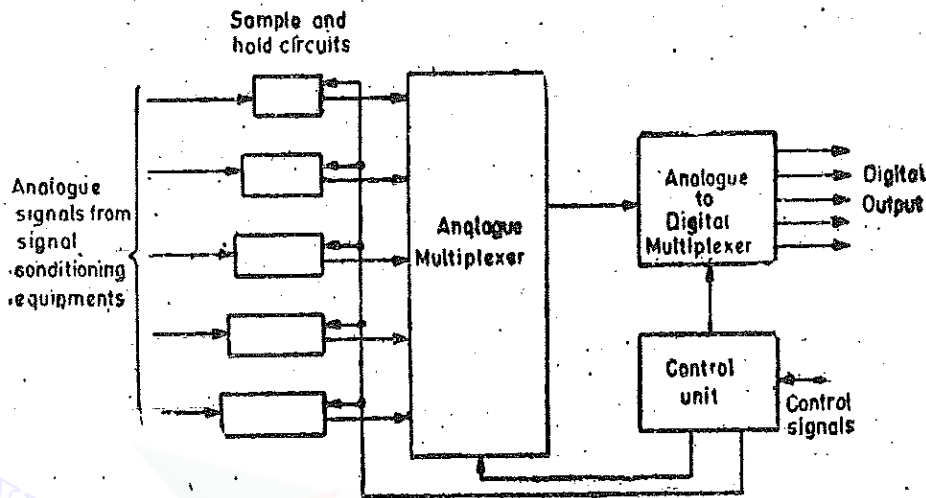 Sample and
hold circuits
Analogue
signals from
signal
conditioning
equipments
Analogue
Multiplexer
Analogue
to
Digital
Multiplexer
Digital
Output
Control
unit
Control
signals